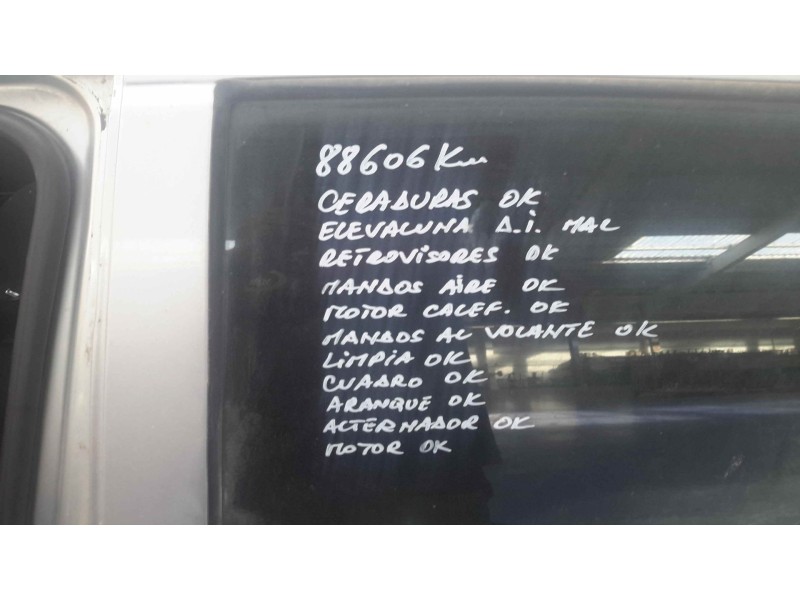 88606 Km
CERADURAS OK
ELEVALUNA D.I. MAL
RETROVISORES OK
MANDOS AIRE OK
MOTOR CALEF. OK
MANDOS AL VOLANTE OK
LIMPIA OK
CUADRO OK
ARANQUE OK
ALTERNADOR OK
MOTOR OK